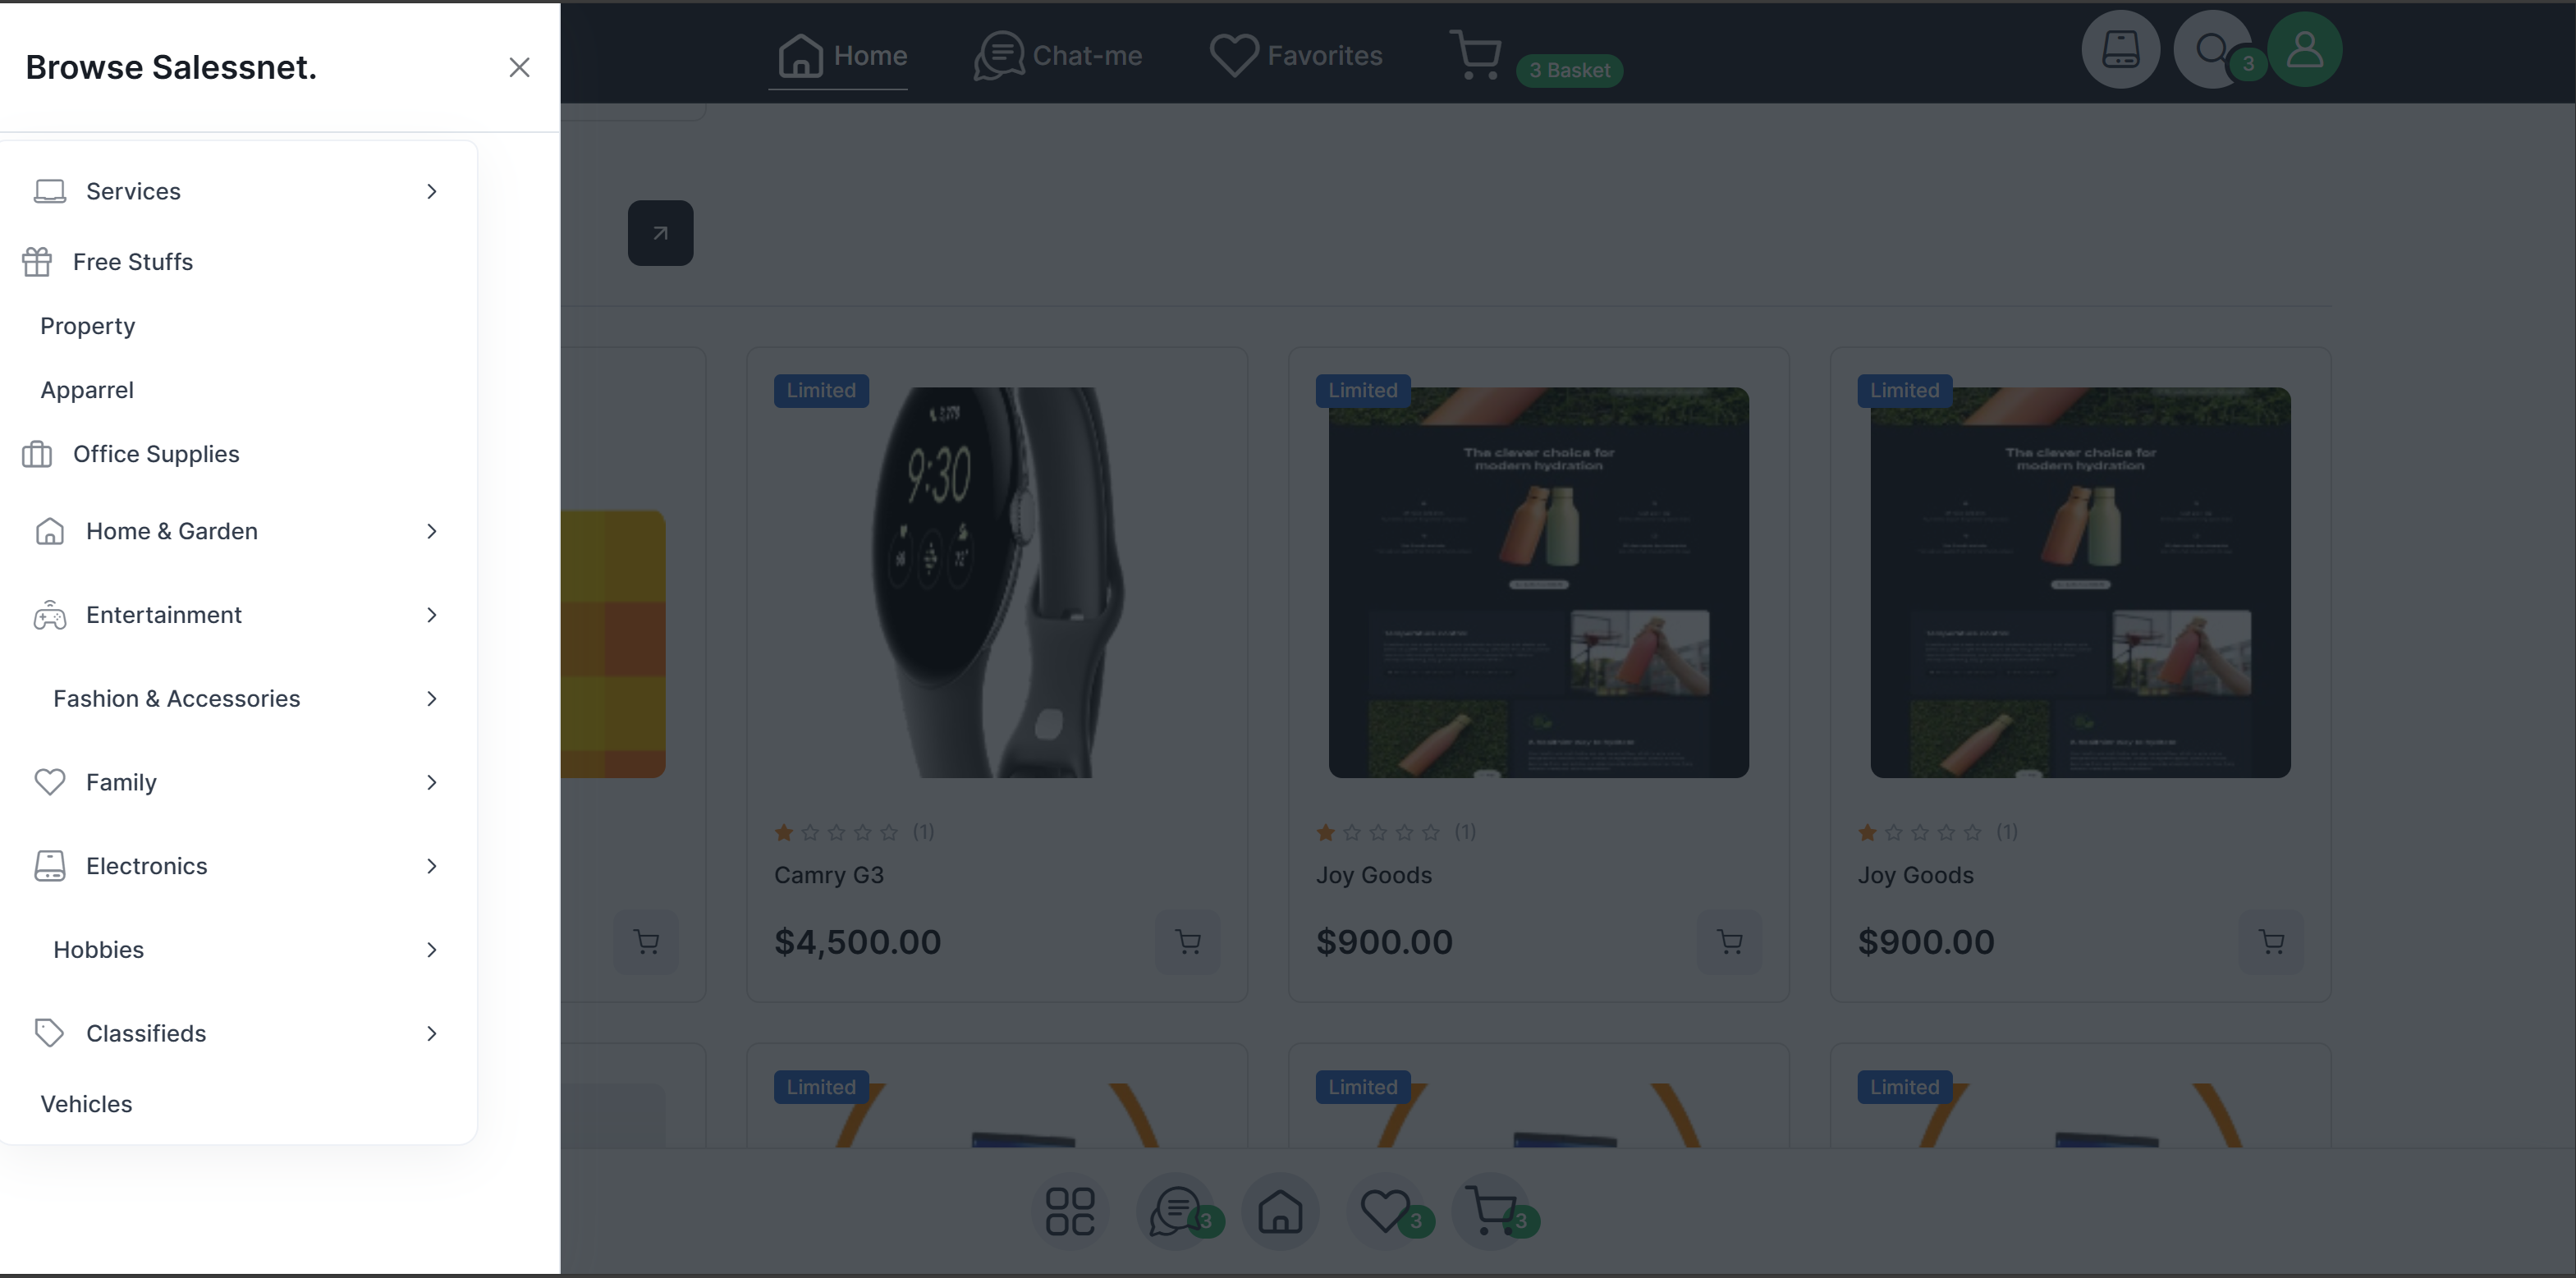 Browse Salessnet.
Home
Chat-me
Favorites
3 Basket
3
Services
Free Stuffs
Property
Apparrel
Office Supplies
Home & Garden
Entertainment
Fashion & Accessories
Family
Electronics
Hobbies
Classifieds
Vehicles
Limited
Limited
Limited
9:30
The clever choice for
modern hydration
The clever choice for
modern hydration
(1)
(1)
(1)
Camry G3
Joy Goods
Joy Goods
$4,500.00
$900.00
$900.00
Limited
Limited
Limited
3
3
3